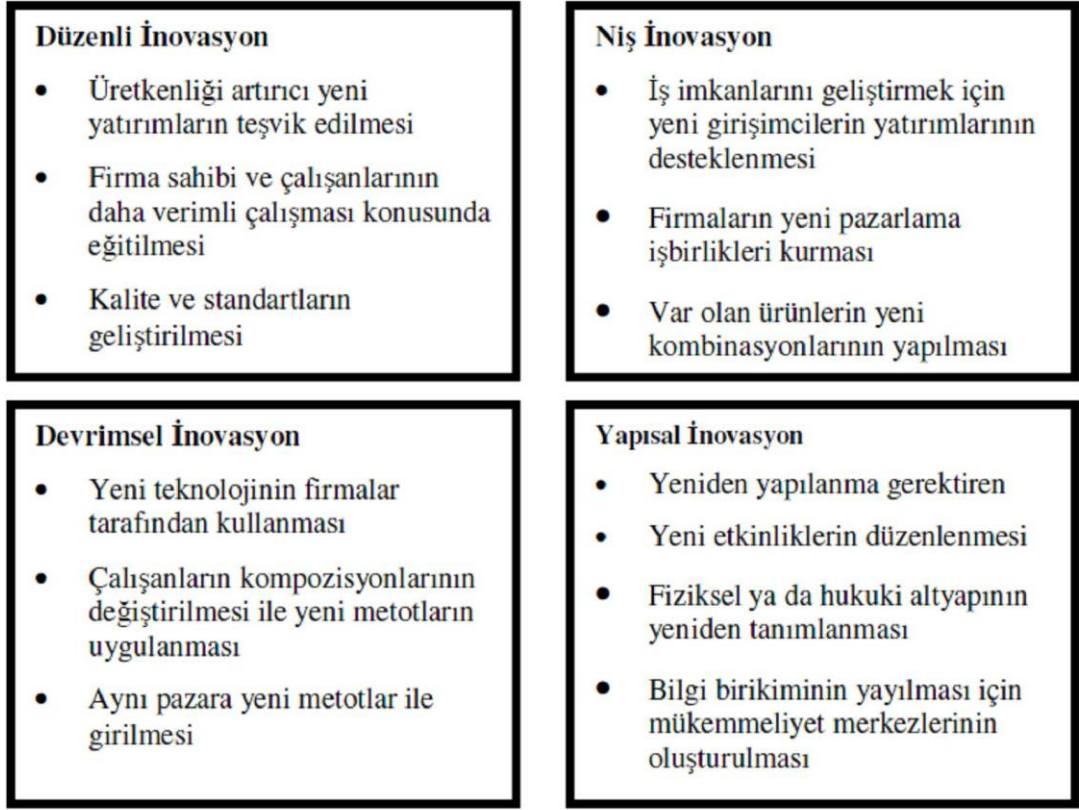 Düzenli İnovasyon
• Üretkenliği artırıcı yeni
yatırımların teşvik edilmesi
• Firma sahibi ve çalışanlarının
daha verimli çalışması konusunda
eğitilmesi
• Kalite ve standartların
geliştirilmesi
Niş İnovasyon
• İş imkanlarını geliştirmek için
yeni girişimcilerin yatırımlarının
desteklenmesi
• Firmaların yeni pazarlama
işbirlikleri kurması
• Var olan ürünlerin yeni
kombinasyonlarının yapılması
Devrimsel İnovasyon
• Yeni teknolojinin firmalar
tarafından kullanması
• Çalışanların kompozisyonlarının
değiştirilmesi ile yeni metotların
uygulanması
• Aynı pazara yeni metotlar ile
girilmesi
Yapısal İnovasyon
• Yeniden yapılanma gerektiren
• Yeni etkinliklerin düzenlenmesi
• Fiziksel ya da hukuki altyapının
yeniden tanımlanması
• Bilgi birikiminin yayılması için
mükemmeliyet merkezlerinin
oluşturulması